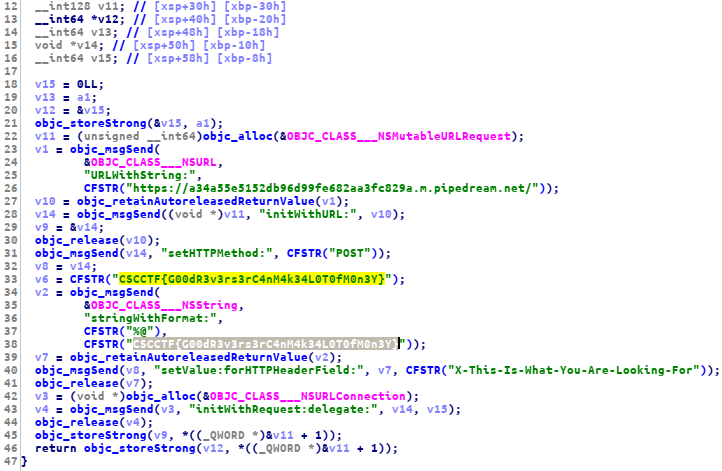 12 __int128 v11; // [xsp+30h] [xbp-30h]
13 __int64 *v12; // [xsp+40h] [xbp-20h]
14 __int64 v13; // [xsp+48h] [xbp-18h]
15 void *v14; // [xsp+50h] [xbp-10h]
16 __int64 v15; // [xsp+58h] [xbp-8h]
17
18 v15 = 0LL;
19 v13 = a1;
20 v12 = &v15;
21 objc_storeStrong(&v15, a1);
22 v11 = (unsigned __int64)objc_alloc(&OBJC_CLASS___NSMutableURLRequest);
23 v1 = objc_msgSend(
24 &OBJC_CLASS___NSURL,
25 "URLWithString:",
26 CFSTR("https://a34a55e5152db96d99fe682aa3fc829a.m.pipedream.net/"));
27 v10 = objc_retainAutoreleasedReturnValue(v1);
28 v14 = objc_msgSend((void *)v11, "initWithURL:", v10);
29 v9 = &v14;
30 objc_release(v10);
31 objc_msgSend(v14, "setHTTPMethod:", CFSTR("POST"));
32 v8 = v14;
33 v6 = CFSTR("CSCCTF{G00dR3v3rs3rC4nM4k34L0T0fM0n3Y}");
34 v2 = objc_msgSend(
35 &OBJC_CLASS___NSString,
36 "stringWithFormat:",
37 CFSTR("%@"),
38 CFSTR("CSCCTF{G00dR3v3rs3rC4nM4k34L0T0fM0n3Y}"));
39 v7 = objc_retainAutoreleasedReturnValue(v2);
40 objc_msgSend(v8, "setValue:forHTTPHeaderField:", v7, CFSTR("X-This-Is-What-You-Are-Looking-For"));
41 objc_release(v7);
42 v3 = (void *)objc_alloc(&OBJC_CLASS___NSURLConnection);
43 v4 = objc_msgSend(v3, "initWithRequest:delegate:", v14, v15);
44 objc_release(v4);
45 objc_storeStrong(v9, *((_QWORD *)&v11 + 1));
46 return objc_storeStrong(v12, *((_QWORD *)&v11 + 1));
47 }